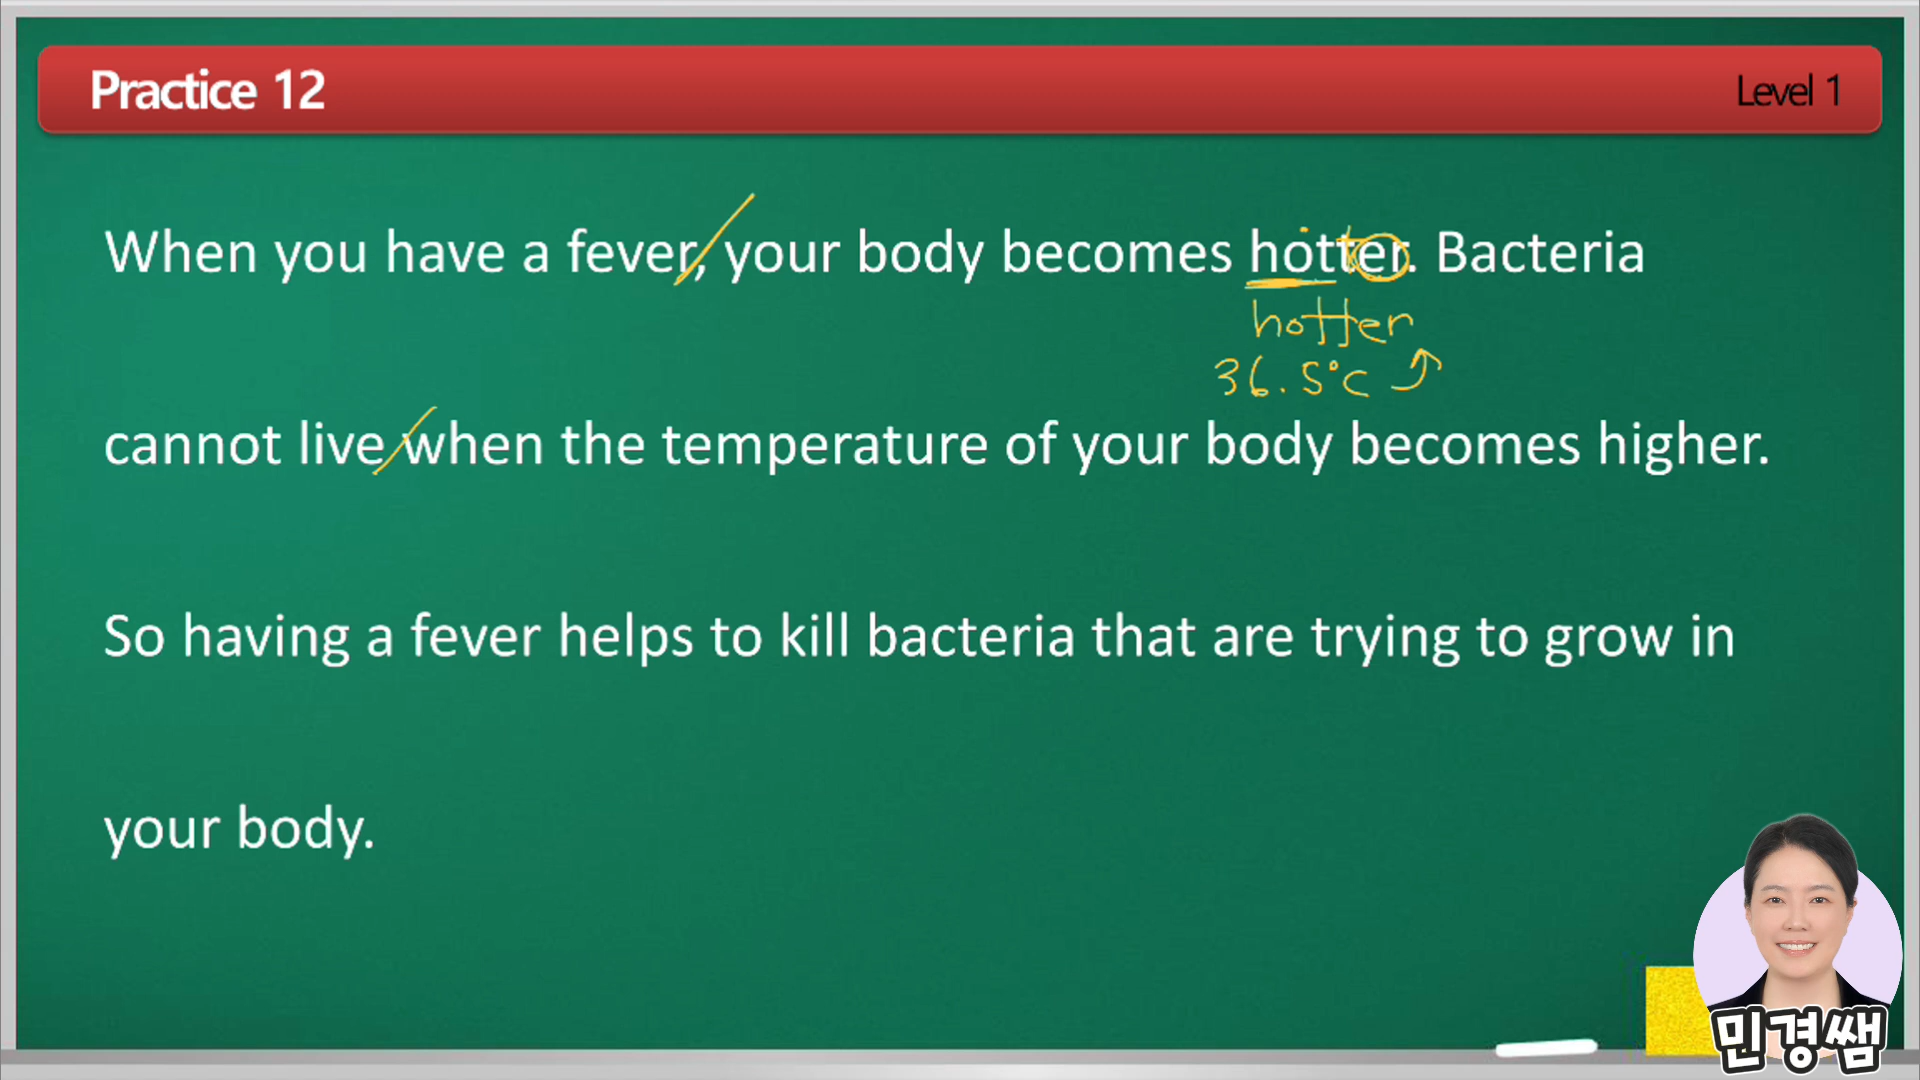 Practice 12
Level 1
When you have a fever, your body becomes hotter. Bacteria
hotter
36.5°C
cannot live when the temperature of your body becomes higher.
So having a fever helps to kill bacteria that are trying to grow in
your body.
민경쌤